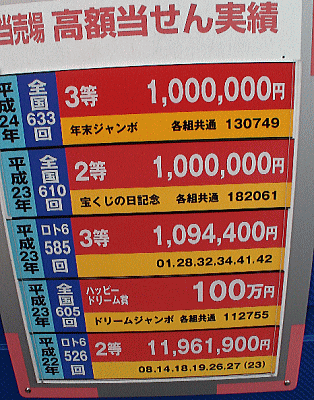 当売場 高額当せん実績
平成24年 全国633回 3等 1,000,000円
年末ジャンボ 各組共通 130749
平成23年 全国610回 2等 1,000,000円
宝くじの日記念 各組共通 182061
平成23年 ロト6 585回 3等 1,094,400円
01.28.32.34.41.42
平成23年 全国605回 ハッピードリーム賞 100万円
ドリームジャンボ 各組共通 112755
平成22年 ロト6 526回 2等 11,961,900円
08.14.18.19.26.27 (23)